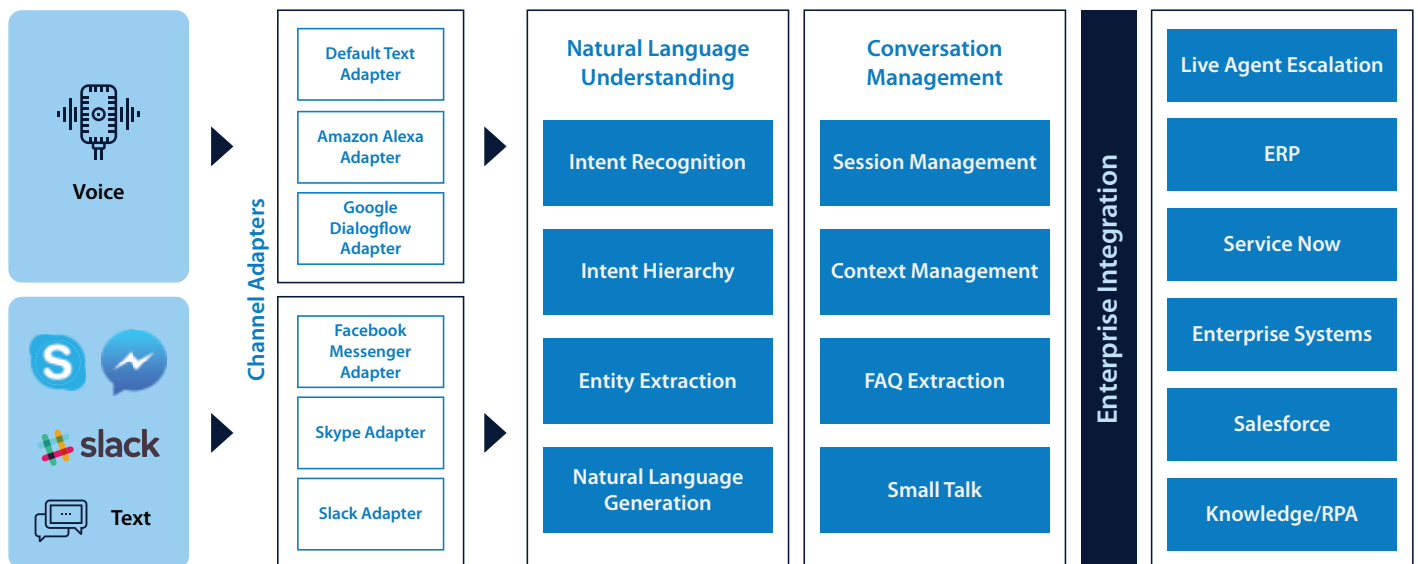 Voice
slack
Text
Channel Adapters
Default Text
Adapter
Amazon Alexa
Adapter
Google
Dialogflow
Adapter
Facebook
Messenger
Adapter
Skype Adapter
Slack Adapter
Natural Language
Understanding
Intent Recognition
Intent Hierarchy
Entity Extraction
Natural Language
Generation
Conversation
Management
Session Management
Context Management
FAQ Extraction
Small Talk
Enterprise Integration
Live Agent Escalation
ERP
Service Now
Enterprise Systems
Salesforce
Knowledge/RPA